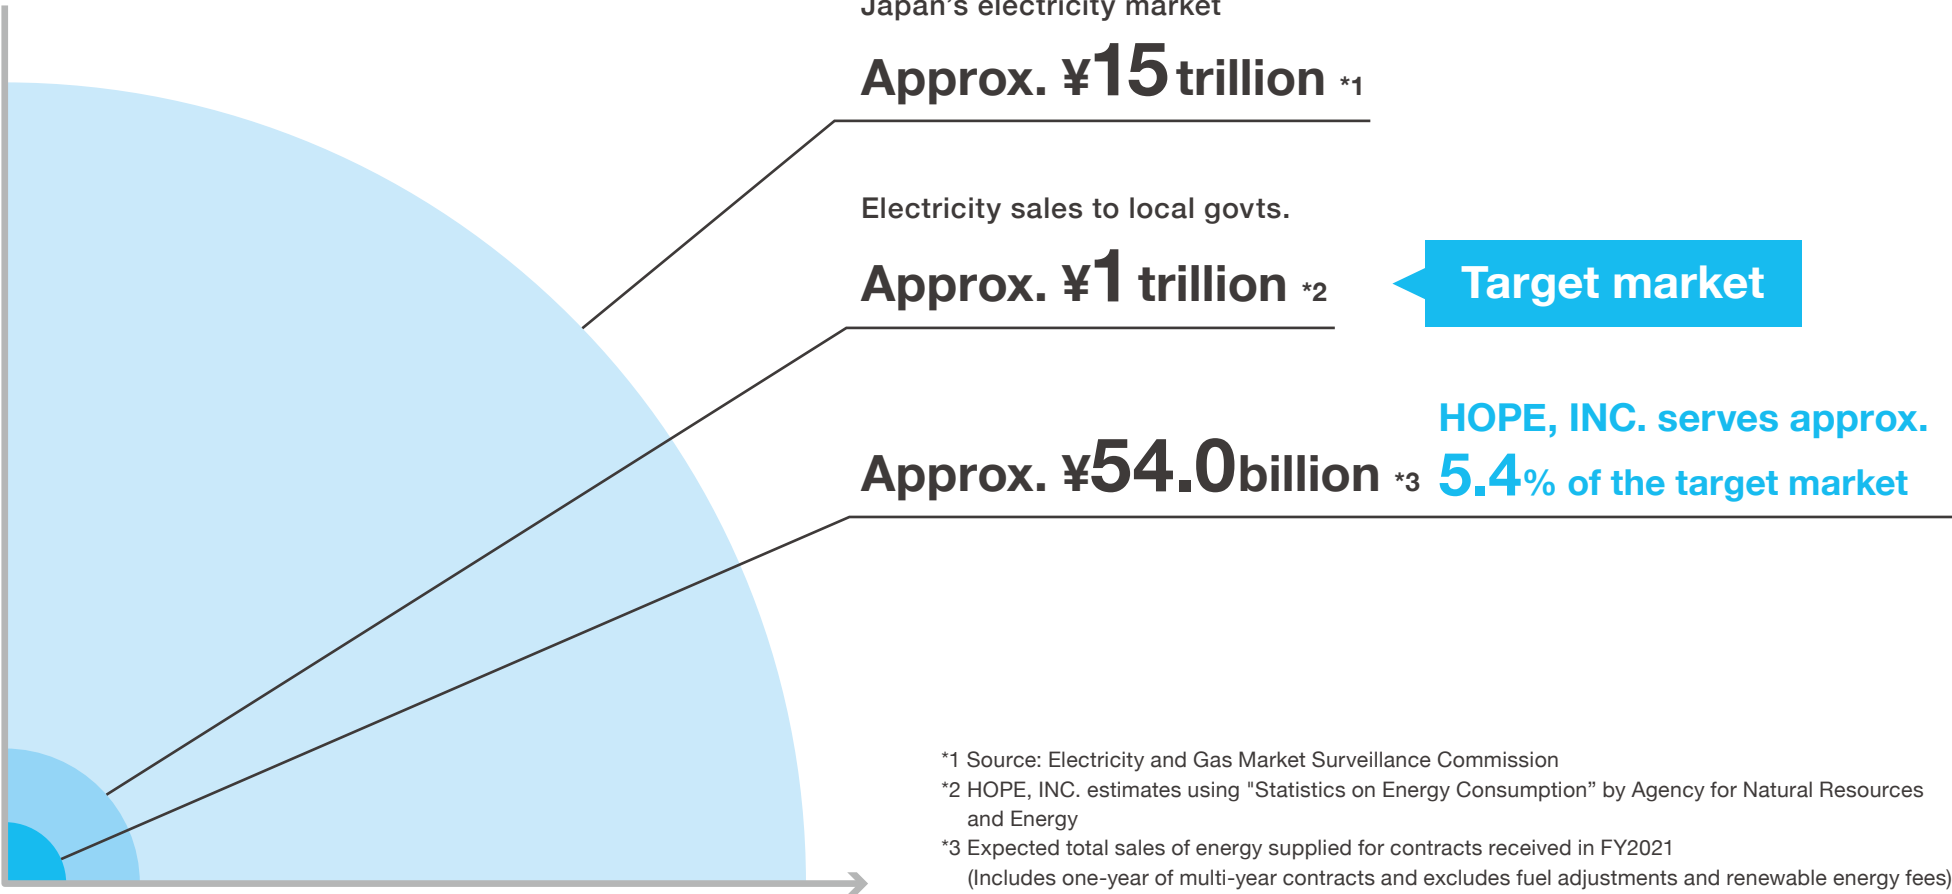 Japan's electricity market
Approx. ¥15 trillion *1
Electricity sales to local govts.
Approx. ¥1 trillion *2
Target market
Approx. ¥54.0 billion *3
HOPE, INC. serves approx.
5.4% of the target market
*1 Source: Electricity and Gas Market Surveillance Commission
*2 HOPE, INC. estimates using "Statistics on Energy Consumption” by Agency for Natural Resources
and Energy
*3 Expected total sales of energy supplied for contracts received in FY2021
(Includes one-year of multi-year contracts and excludes fuel adjustments and renewable energy fees)